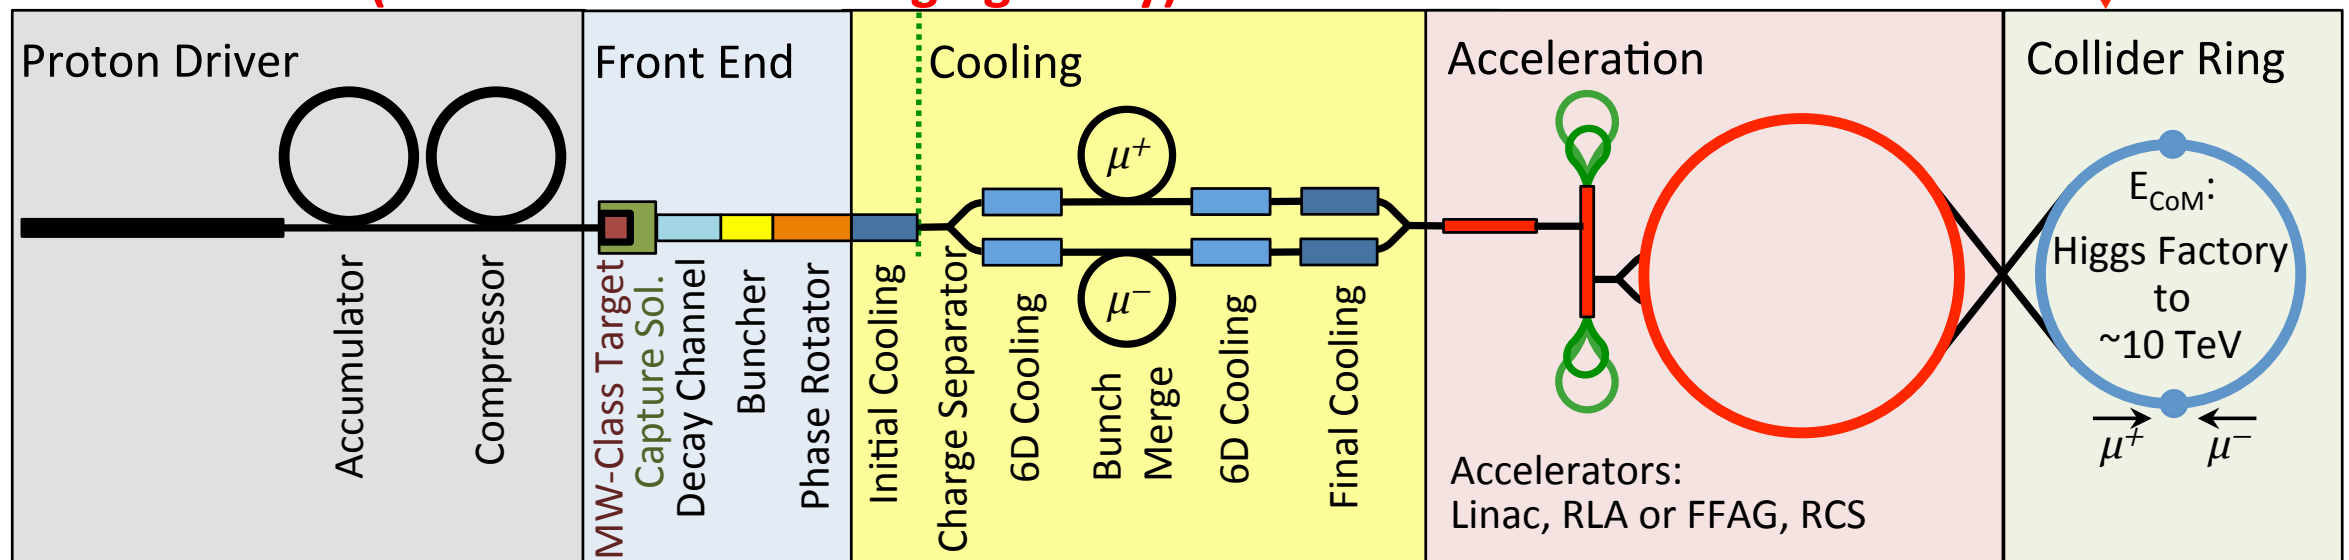 Proton Driver
Accumulator
Compressor
Front End
MW-Class Target
Capture Sol.
Decay Channel
Buncher
Phase Rotator
Cooling
Initial Cooling
Charge Separator
6D Cooling
μ+
μ−
Bunch
Merge
6D Cooling
Final Cooling
Acceleration
Accelerators:
Linac, RLA or FFAG, RCS
Collider Ring
ECoM:
Higgs Factory
to
~10 TeV
μ+
μ−